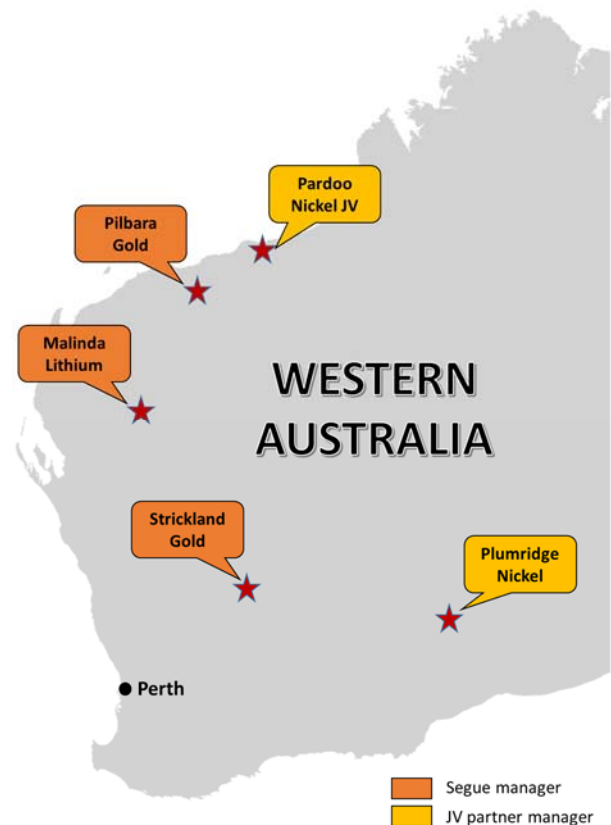 Pardoo
Nickel JV
Pilbara
Gold
Malinda
Lithium
WESTERN
AUSTRALIA
Strickland
Gold
Plumridge
Nickel
Perth
Segue manager
JV partner manager